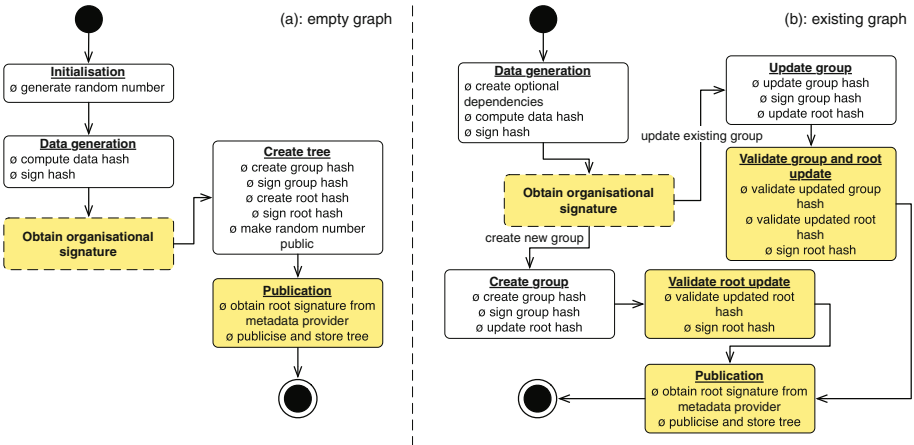 (a): empty graph
Initialisation
ø generate random number
Data generation
ø compute data hash
ø sign hash
Obtain organisational
signature
Create tree
ø create group hash
ø sign group hash
ø create root hash
ø sign root hash
ø make random number
public
Publication
ø obtain root signature from
metadata provider
ø publicise and store tree
(b): existing graph
Data generation
ø create optional
dependencies
ø compute data hash
ø sign hash
Obtain organisational
signature
update existing group
Update group
ø update group hash
ø sign group hash
ø update root hash
Validate group and root
update
ø validate updated group
hash
ø validate updated root
hash
ø sign root hash
create new group
Create group
ø create group hash
ø sign group hash
ø update root hash
Validate root update
ø validate updated root
hash
ø sign root hash
Publication
ø obtain root signature from
metadata provider
ø publicise and store tree